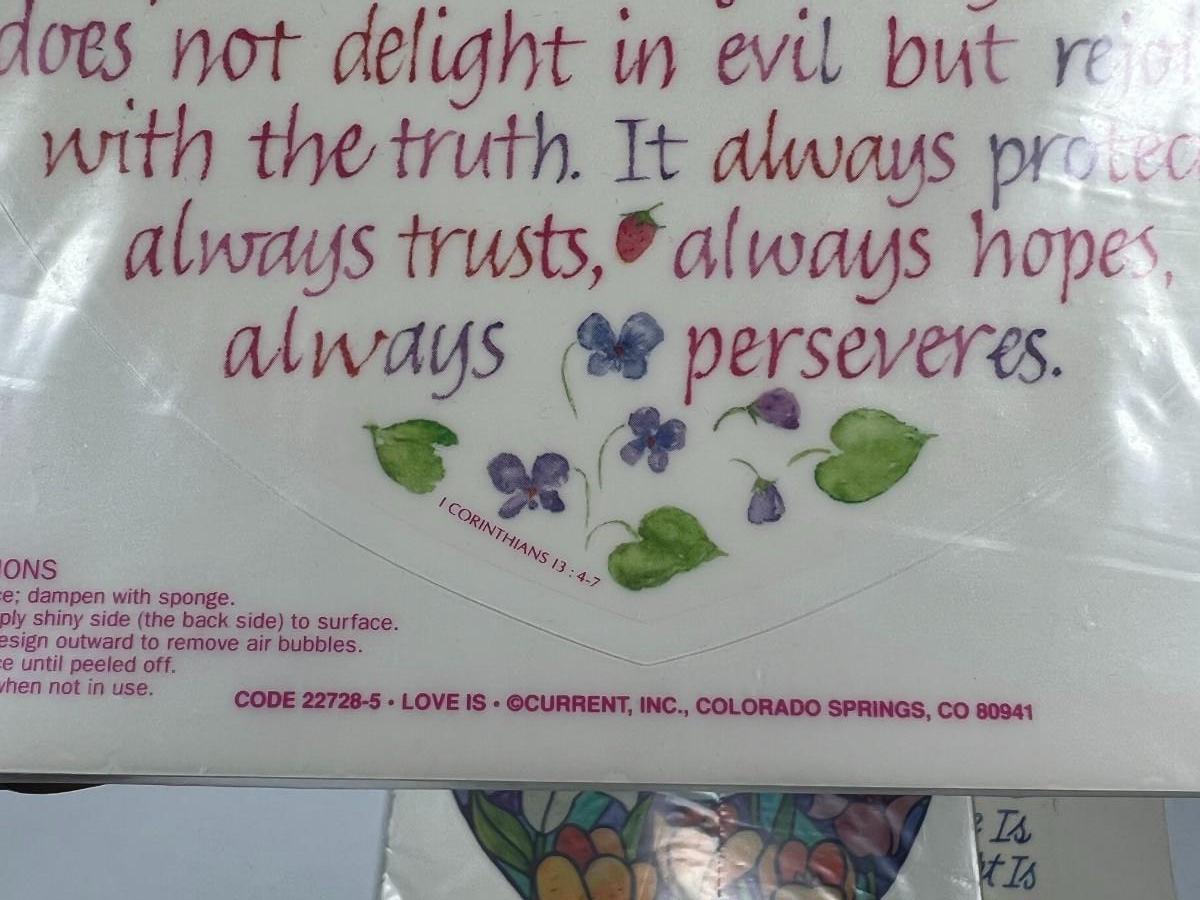 does not delight in evil but
with the truth. It always
always trusts, always hopes,
always perseveres.
I CORINTHIANS 13 : 4-7
dampen with sponge.
shiny side (the back side) to surface.
outward to remove air bubbles.
until peeled off.
when not in use.
CODE 22728-5 • LOVE IS • ©CURRENT, INC., COLORADO SPRINGS, CO 80941
Is
Is